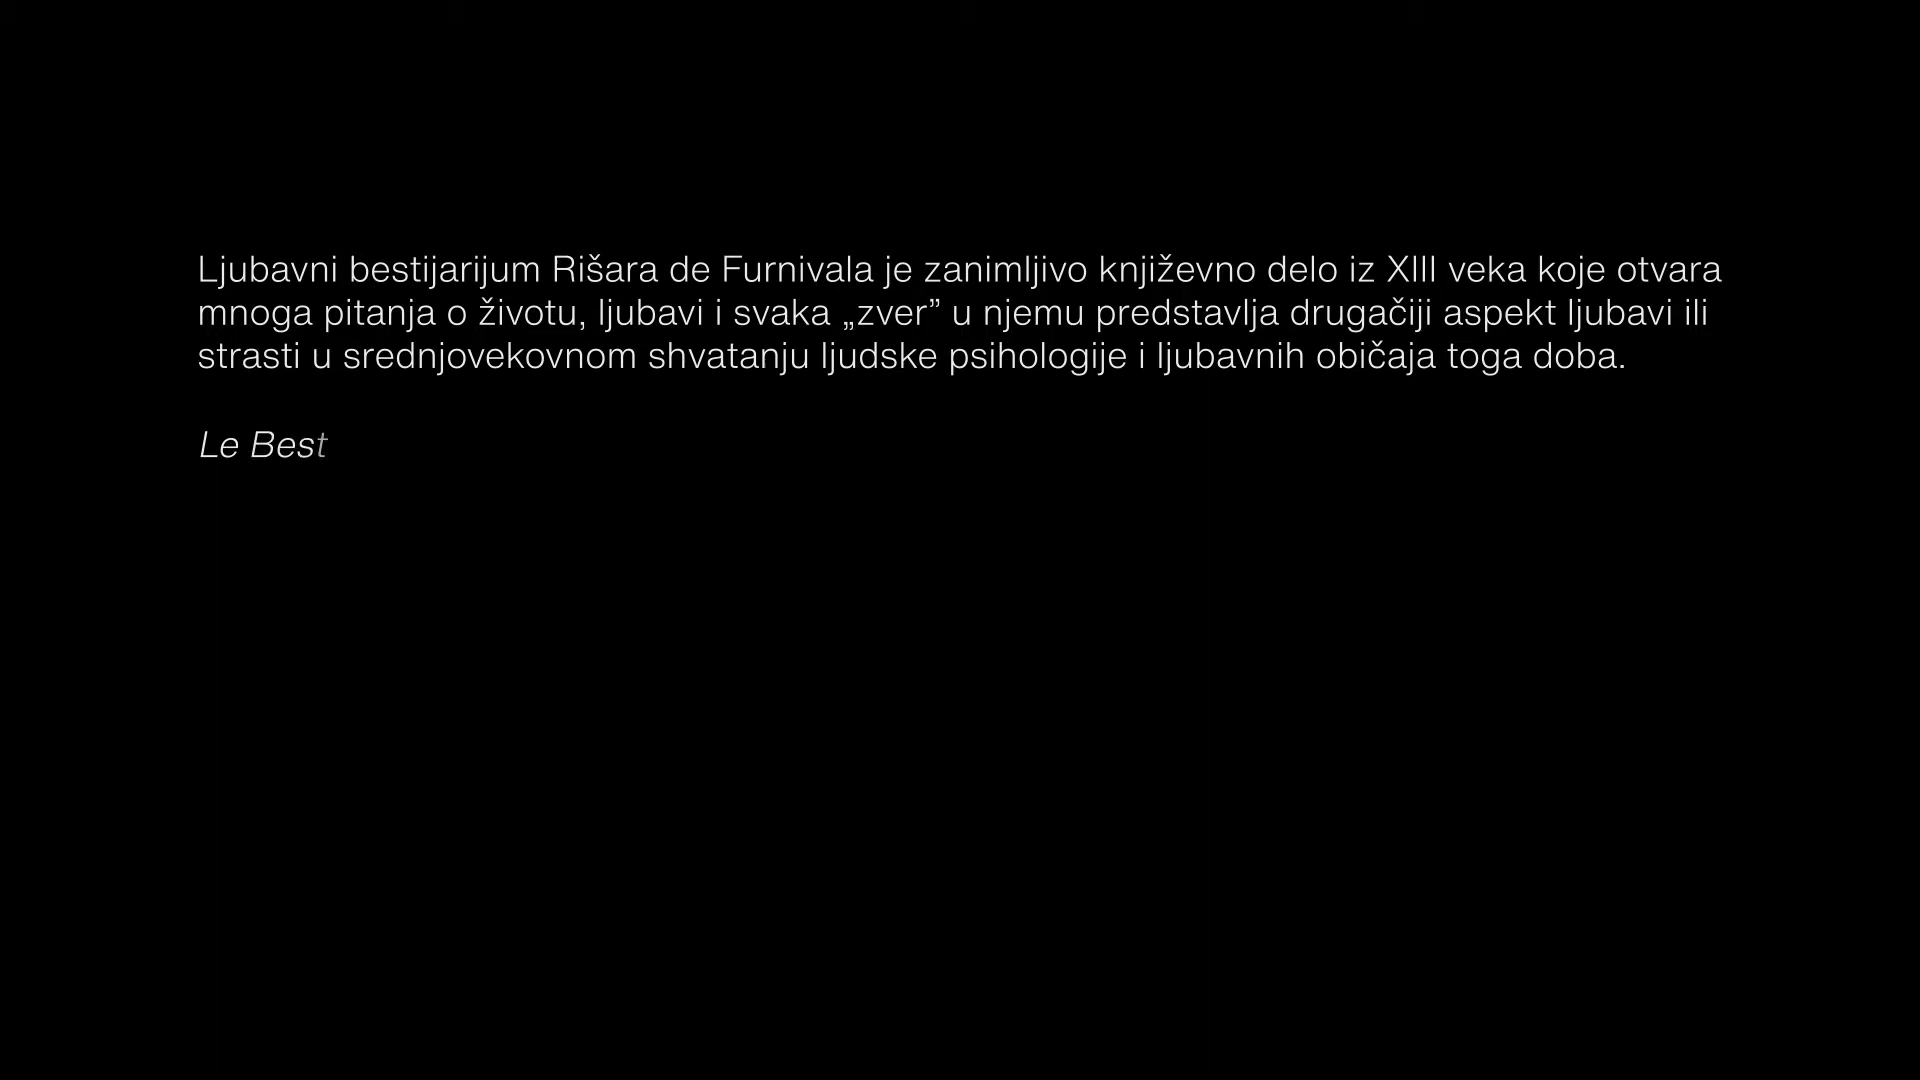 Ljubavni bestijarijum Rišara de Furnivala je zanimljivo književno delo iz XIII veka koje otvara
mnoga pitanja o životu, ljubavi i svaka „zver” u njemu predstavlja drugačiji aspekt ljubavi ili
strasti u srednjovekovnom shvatanju ljudske psihologije i ljubavnih običaja toga doba.
Le Best